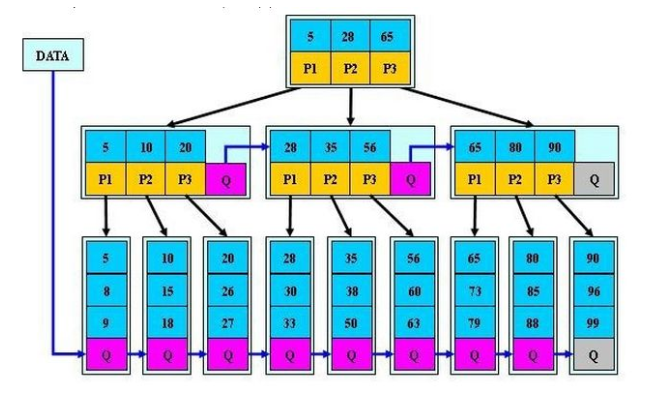 DATA
5 28 65
P1 P2 P3
5 10 20
P1 P2 P3 Q
28 35 56
P1 P2 P3 Q
65 80 90
P1 P2 P3 Q
5
8
9
Q
10
15
18
Q
20
26
27
Q
28
30
33
Q
35
38
50
Q
56
60
63
Q
65
73
79
Q
80
85
88
Q
90
96
99
Q